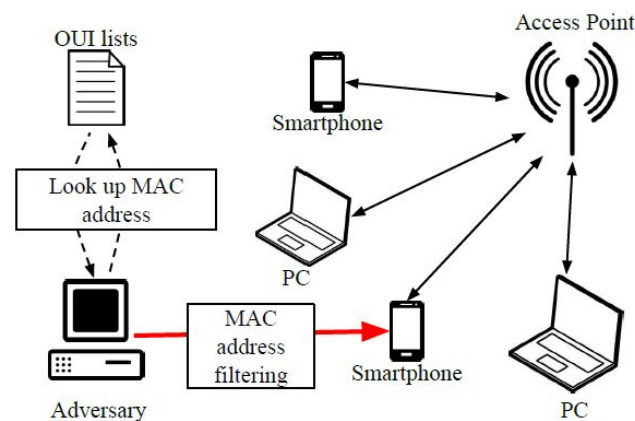 Access Point
OUI lists
Smartphone
Look up MAC
address
PC
MAC
address
filtering
Smartphone
Adversary
PC